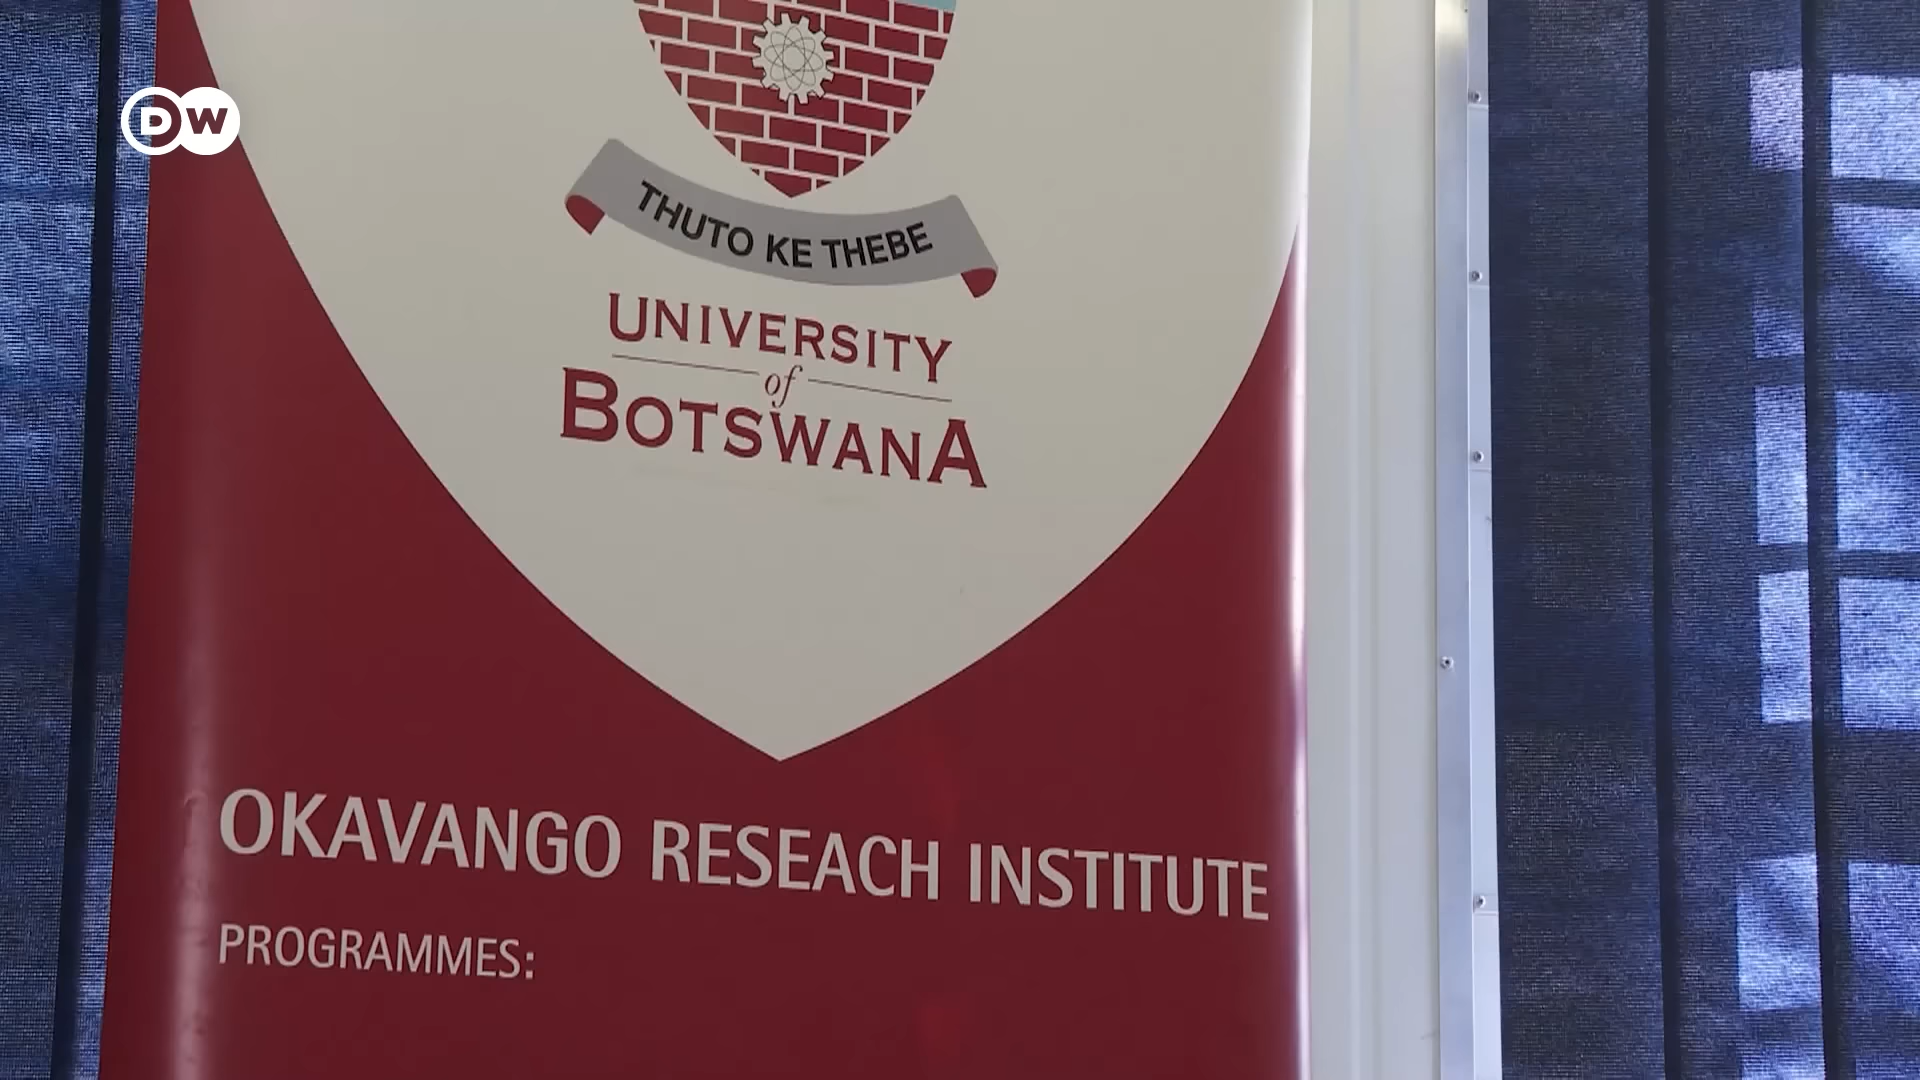 DW
THUTO KE THEBE
UNIVERSITY
of
BOTSWANA
OKAVANGO RESEACH INSTITUTE
PROGRAMMES: